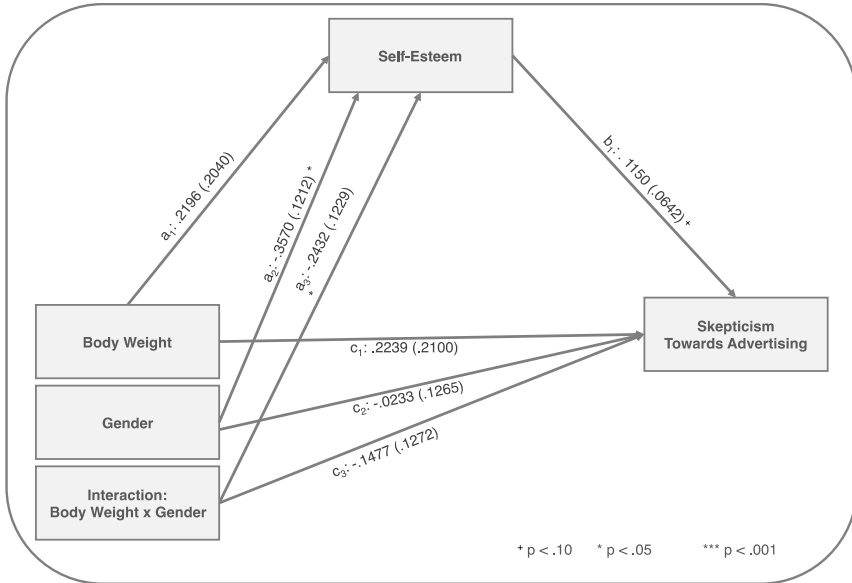 Self-Esteem
a1: .2196 (.2040)
a2: -.3570 (.1212) *
a3: -.2432 (.1229)
*
b1: . 1150 (.0642) +
Body Weight
Skepticism
Towards Advertising
c1: .2239 (.2100)
Gender
c2: -.0233 (.1265)
c3: -.1477 (.1272)
Interaction:
Body Weight x Gender
+ p < .10 * p < .05 *** p < .001